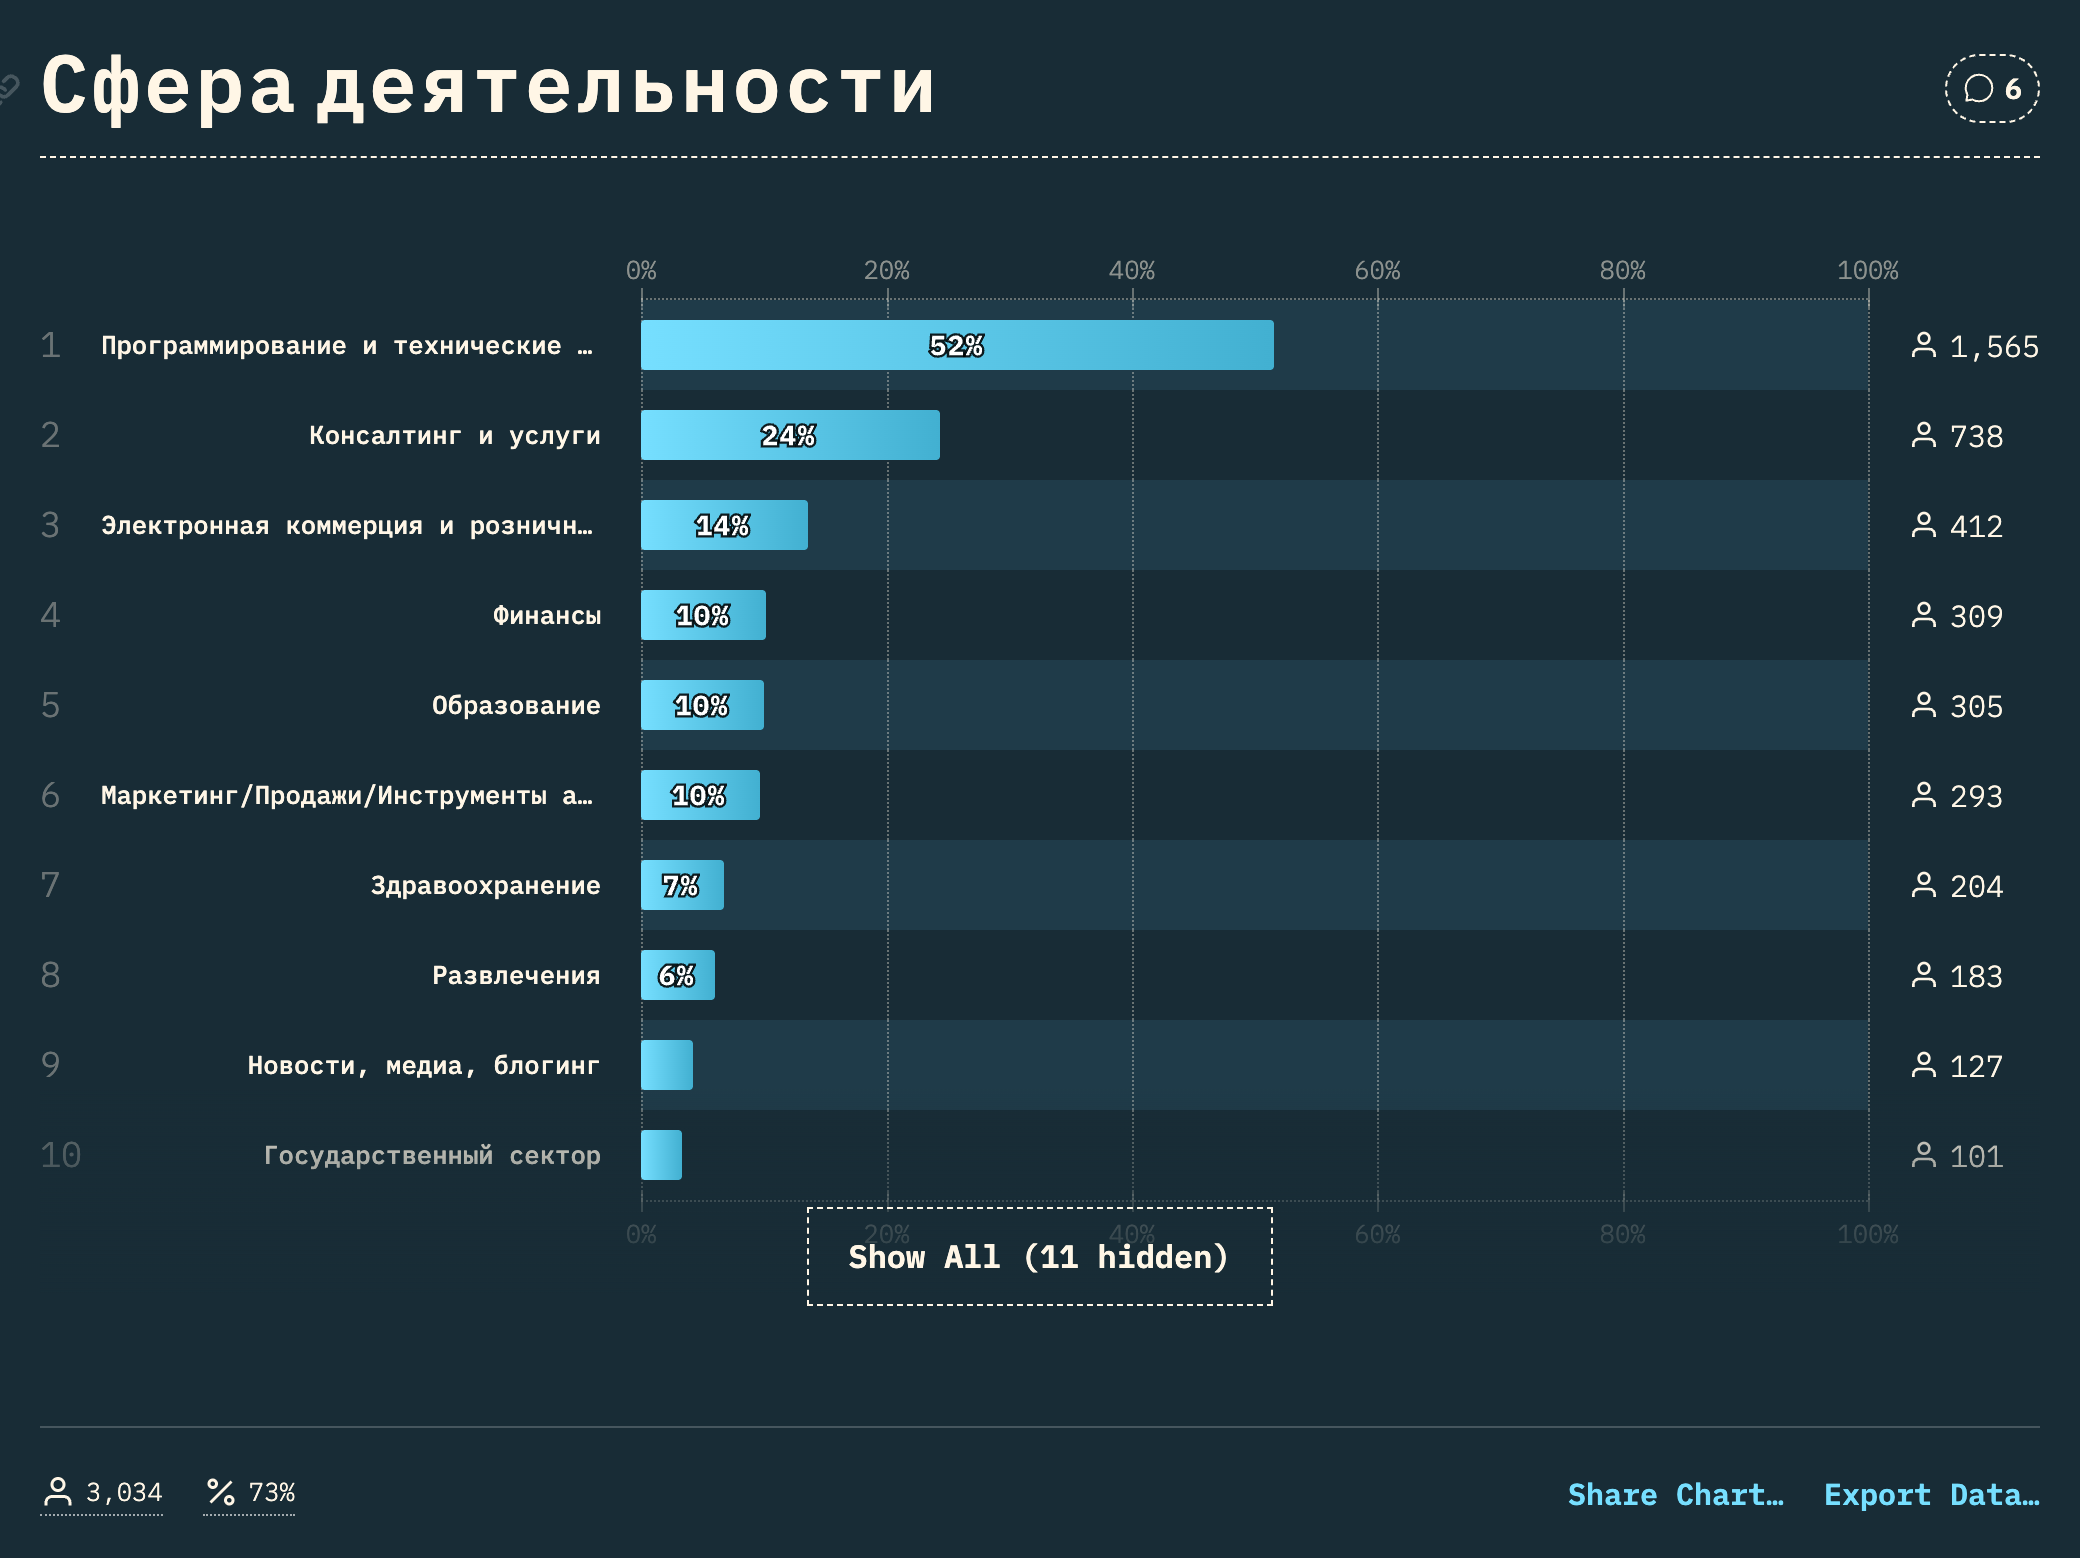 Сфера деятельности
6
0% 20% 40% 60% 80% 100%
1 Программирование и технические … 52% 1,565
2 Консалтинг и услуги 24% 738
3 Электронная коммерция и розничн… 14% 412
4 Финансы 10% 309
5 Образование 10% 305
6 Маркетинг/Продажи/Инструменты а… 10% 293
7 Здравоохранение 7% 204
8 Развлечения 6% 183
9 Новости, медиа, блогинг 127
10 Государственный сектор 101
0% 20% 40% 60% 80% 100%
Show All (11 hidden)
3,034 73% Share Chart… Export Data…